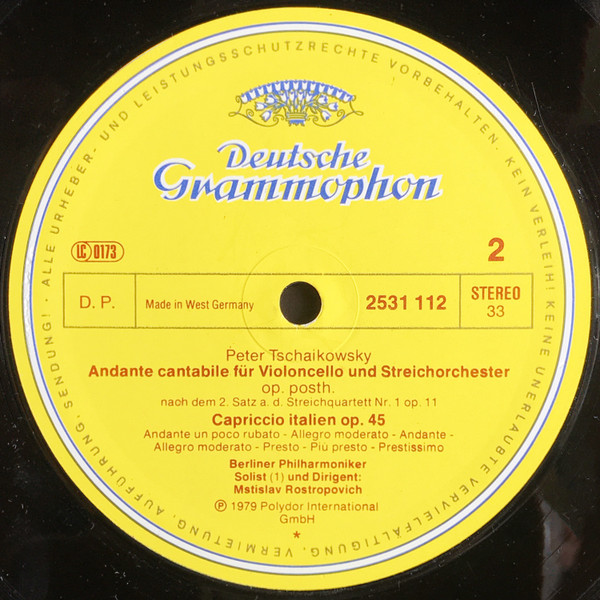 ALLE URHEBER- UND LEISTUNGSSCHUTZRECHTE VORBEHALTEN. KEIN VERLEIH! KEINE UNERLAUBTE VERVIELFÄLTIGUNG, VERMIETUNG, AUFFÜHRUNG, SENDUNG! ·
Deutsche
Grammophon
LC 0173
2
D. P.
Made in West Germany
2531 112
STEREO
33
Peter Tschaikowsky
Andante cantabile für Violoncello und Streichorchester
op. posth.
nach dem 2. Satz a. d. Streichquartett Nr. 1 op. 11
Capriccio italien op. 45
Andante un poco rubato - Allegro moderato - Andante -
Allegro moderato - Presto - Più presto - Prestissimo
Berliner Philharmoniker
Solist (1) und Dirigent:
Mstislav Rostropovich
Ⓟ 1979 Polydor International
GmbH
*